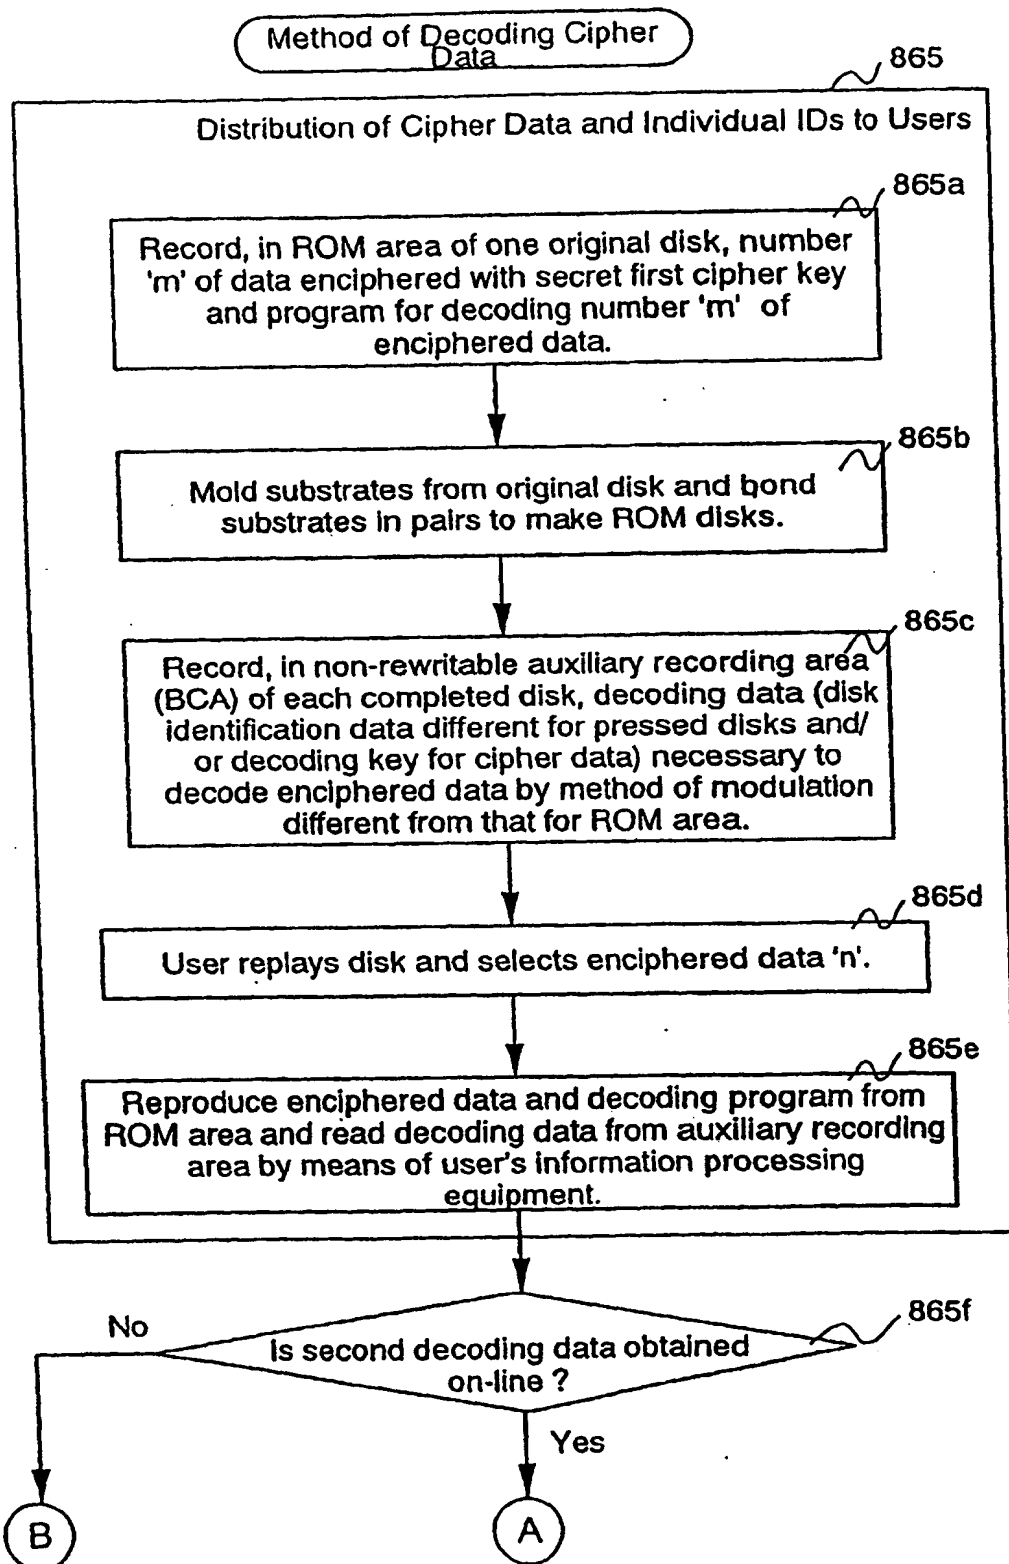 Method of Decoding Cipher
Data
865
Distribution of Cipher Data and Individual IDs to Users
865a
Record, in ROM area of one original disk, number
'm' of data enciphered with secret first cipher key
and program for decoding number 'm' of
enciphered data.
865b
Mold substrates from original disk and bond
substrates in pairs to make ROM disks.
865c
Record, in non-rewritable auxiliary recording area
(BCA) of each completed disk, decoding data (disk
identification data different for pressed disks and/
or decoding key for cipher data) necessary to
decode enciphered data by method of modulation
different from that for ROM area.
865d
User replays disk and selects enciphered data 'n'.
865e
Reproduce enciphered data and decoding program from
ROM area and read decoding data from auxiliary recording
area by means of user's information processing
equipment.
865f
No
Is second decoding data obtained
on-line ?
Yes
B
A